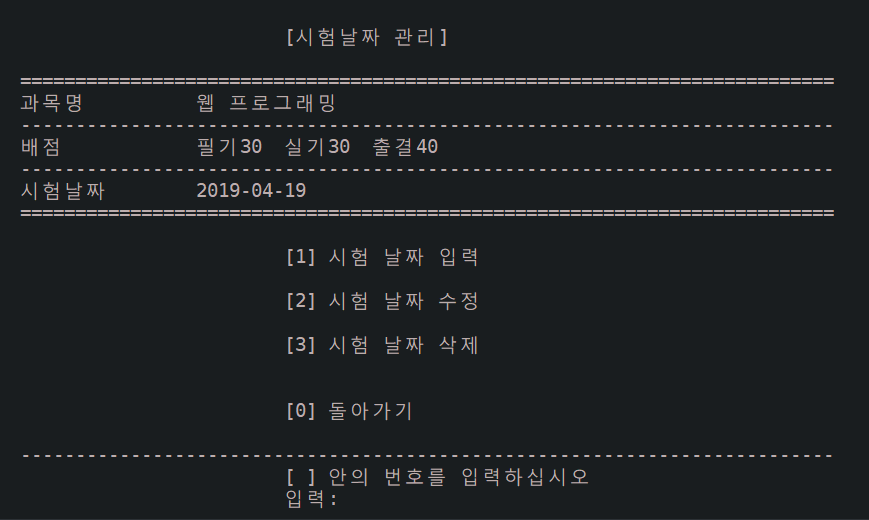 [시험날짜 관리]
==========================================================================
과목명 웹 프로그래밍
--------------------------------------------------------------------------
배점 필기30 실기30 출결40
--------------------------------------------------------------------------
시험날짜 2019-04-19
==========================================================================
[1] 시험 날짜 입력
[2] 시험 날짜 수정
[3] 시험 날짜 삭제
[0] 돌아가기
--------------------------------------------------------------------------
[ ] 안의 번호를 입력하십시오
입력: